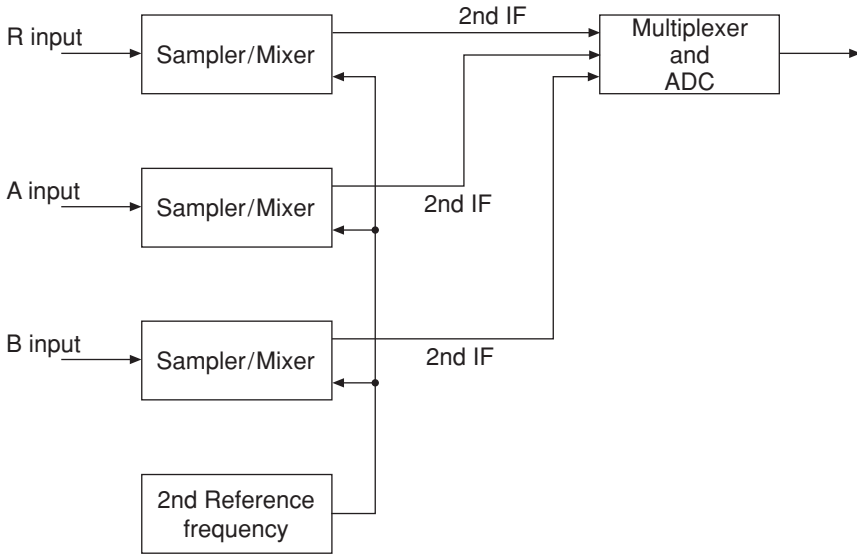 R input
Sampler/Mixer
2nd IF
Multiplexer
and
ADC
A input
Sampler/Mixer
2nd IF
B input
Sampler/Mixer
2nd IF
2nd Reference
frequency